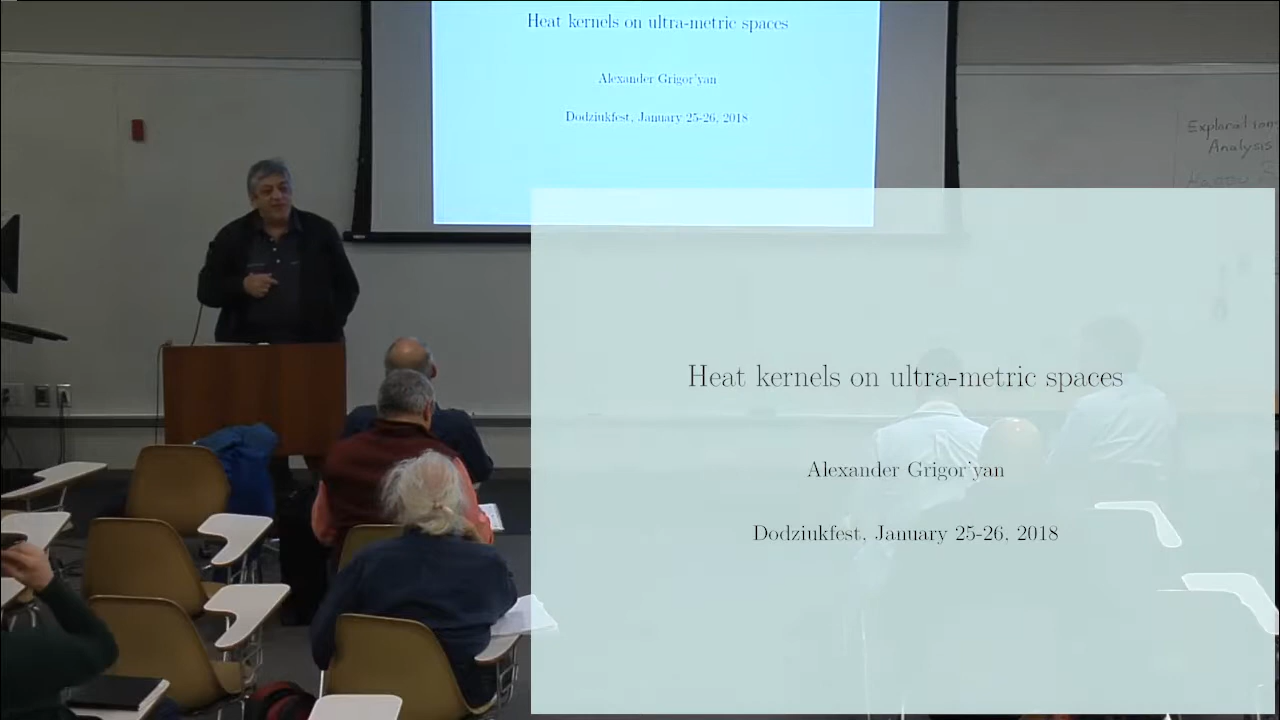 Heat kernels on ultra-metric spaces
Alexander Grigor'yan
Dodziukfest, January 25-26, 2018
Explorations
Analysis
Heat kernels on ultra-metric spaces
Alexander Grigor'yan
Dodziukfest, January 25-26, 2018